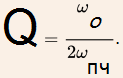 Q = ω о / 2ω пч .